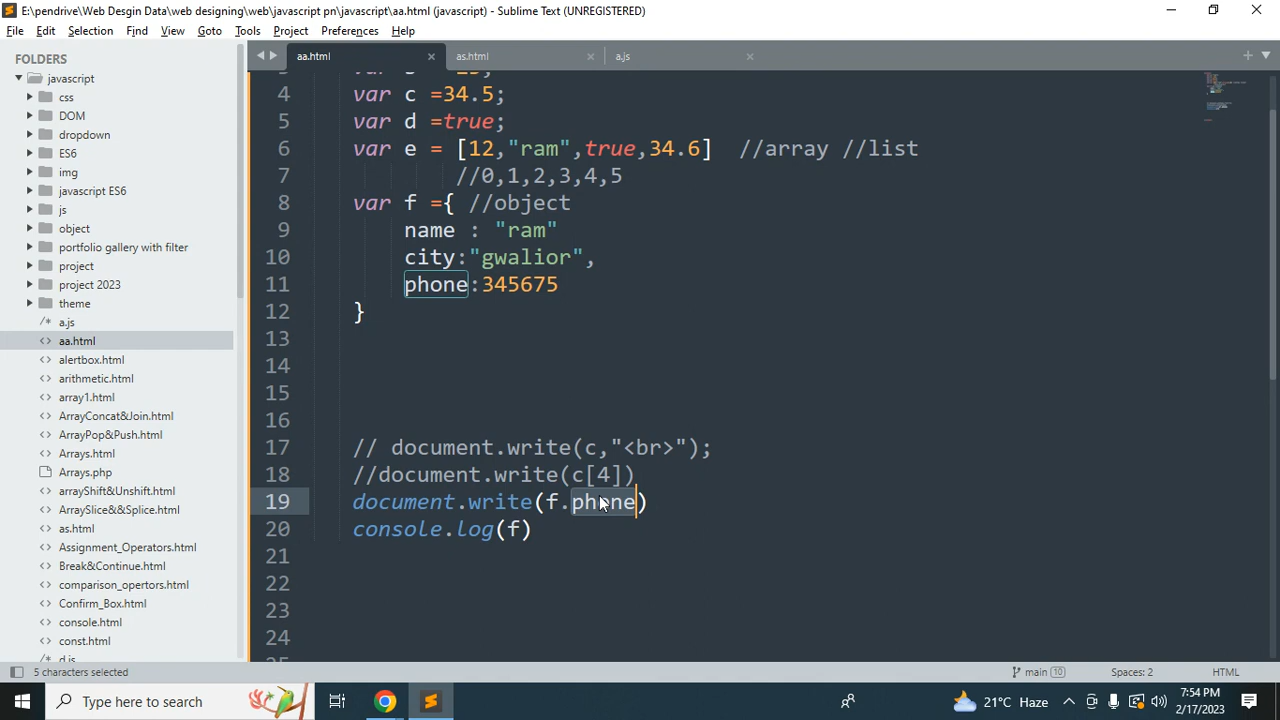 E:\pendrive\Web Desgin Data\web designing\web\javascript pn\javascript\aa.html (javascript) - Sublime Text (UNREGISTERED)
File Edit Selection Find View Goto Tools Project Preferences Help
FOLDERS
javascript
css
DOM
dropdown
ES6
img
javascript ES6
js
object
portfolio gallery with filter
project
project 2023
theme
a.js
aa.html
alertbox.html
arithmetic.html
array1.html
ArrayConcat&Join.html
ArrayPop&Push.html
Arrays.html
Arrays.php
arrayShift&Unshift.html
ArraySlice&&Splice.html
as.html
Assignment_Operators.html
Break&Continue.html
comparison_opertors.html
Confirm_Box.html
console.html
const.html
d.js
aa.html as.html a.js
4 var c =34.5;
5 var d =true;
6 var e = [12,"ram",true,34.6] //array //list
7 //0,1,2,3,4,5
8 var f ={ //object
9 name : "ram"
10 city:"gwalior",
11 phone:345675
12 }
13
14
15
16
17 // document.write(c,"<br>");
18 //document.write(c[4])
19 document.write(f.phone)
20 console.log(f)
21
22
23
24
5 characters selected main 10 Spaces: 2 HTML
Type here to search 21°C Haze 7:54 PM
2/17/2023